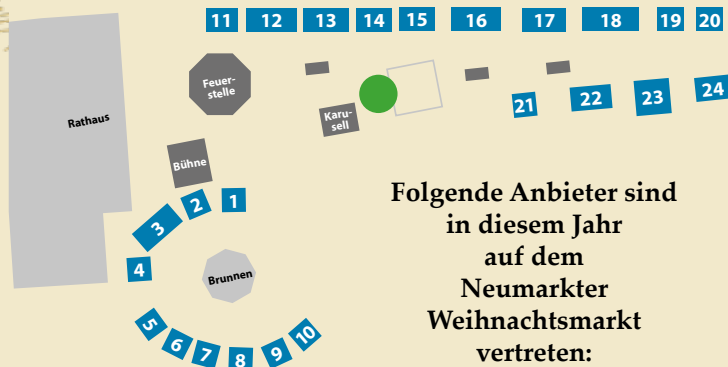 11 12 13 14 15 16 17 18 19 20
Feuer-
stelle
Karu-
sell
21 22 23 24
Rathaus
Bühne
1
2
3
4
Brunnen
5
6
7
8
9
10
Folgende Anbieter sind
in diesem Jahr
auf dem
Neumarkter
Weihnachtsmarkt
vertreten: